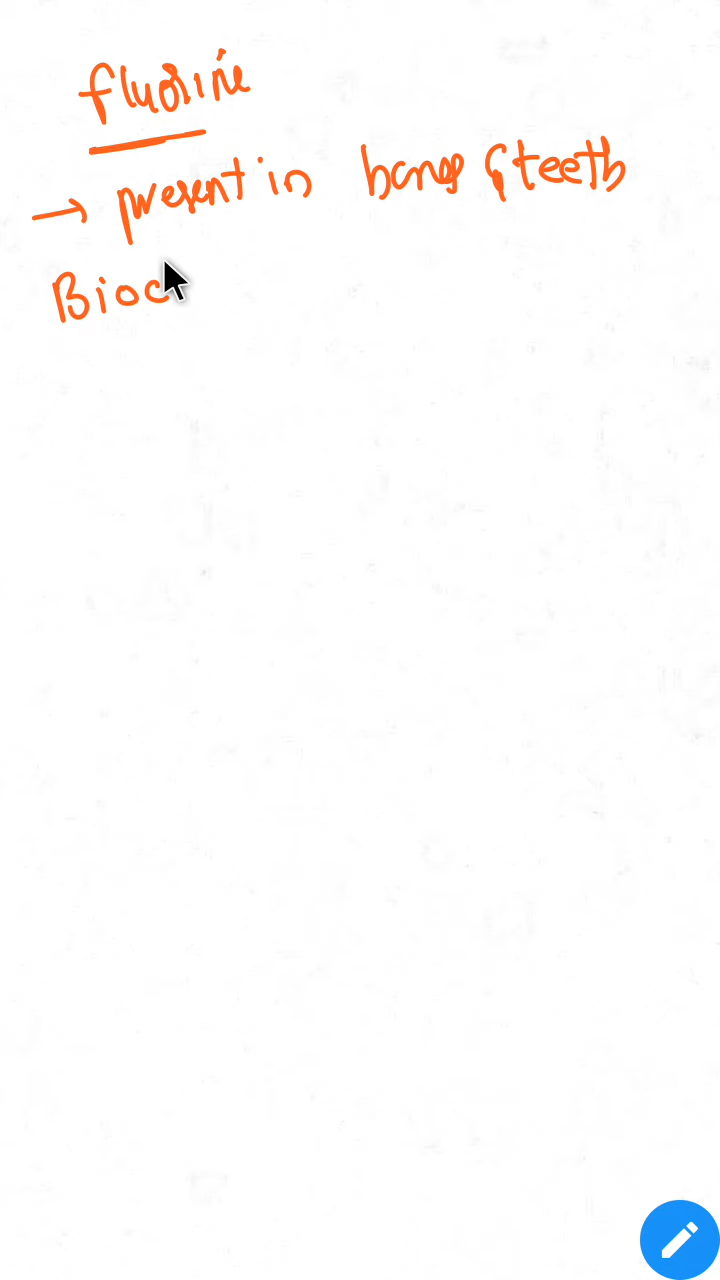 fluorine
→ present in bones & teeth
Bioc